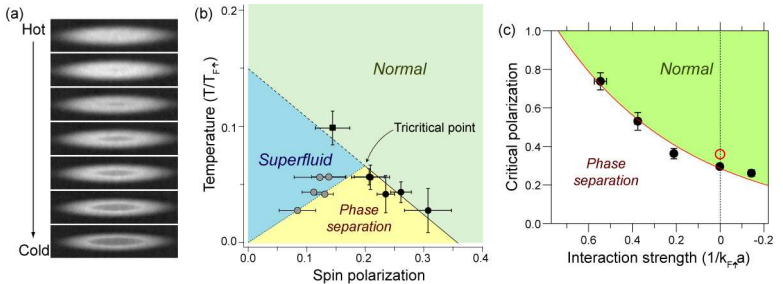 (a)
Hot
Cold
(b)
Temperature (T/T_F↑)
0.2
0.1
0.0
Normal
Tricritical point
Superfluid
Phase
separation
0.0 0.1 0.2 0.3 0.4
Spin polarization
(c)
Critical polarization
1.0
0.8
0.6
0.4
0.2
0.0
Normal
Phase
separation
0.6 0.4 0.2 0 -0.2
Interaction strength (1/k_F↑a)